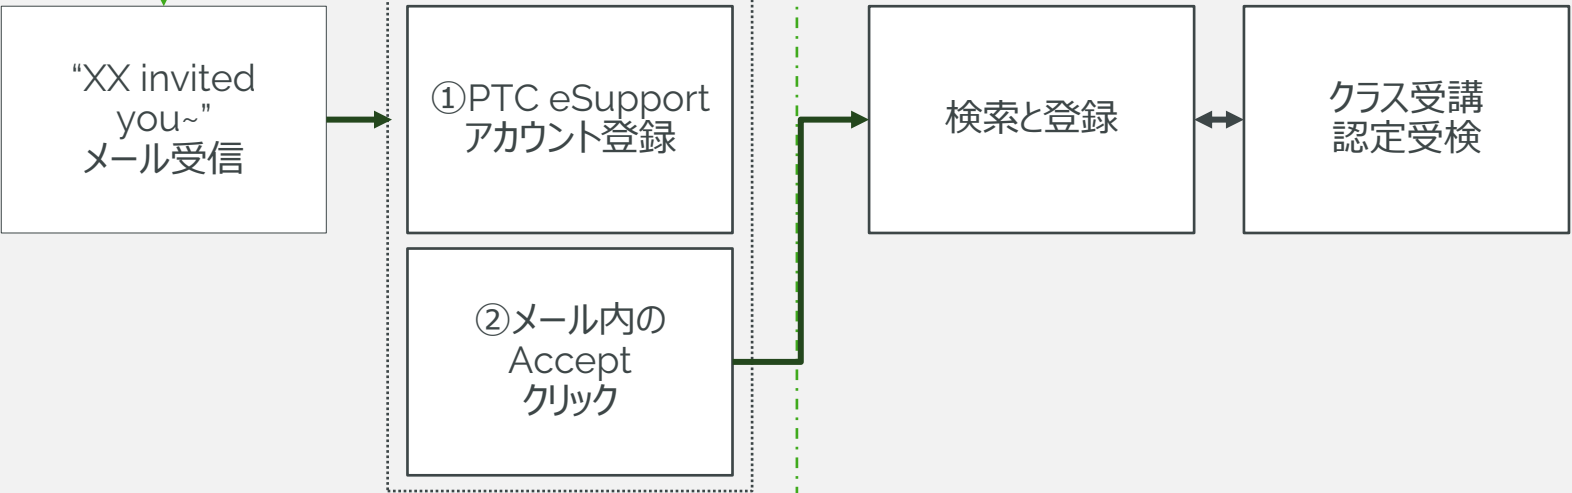 “XX invited
you~”
メール受信
①PTC eSupport
アカウント登録
②メール内の
Accept
クリック
検索と登録
クラス受講
認定受検